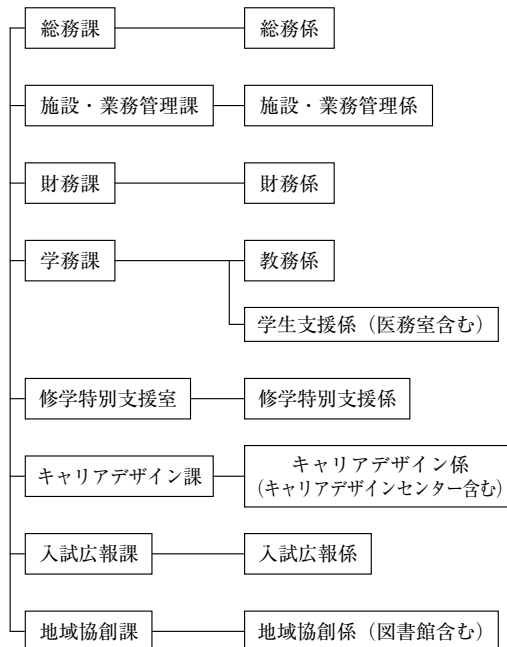 総務課
総務係
施設・業務管理課
施設・業務管理係
財務課
財務係
学務課
教務係
学生支援係（医務室含む）
修学特別支援室
修学特別支援係
キャリアデザイン課
キャリアデザイン係
（キャリアデザインセンター含む）
入試広報課
入試広報係
地域協創課
地域協創係（図書館含む）